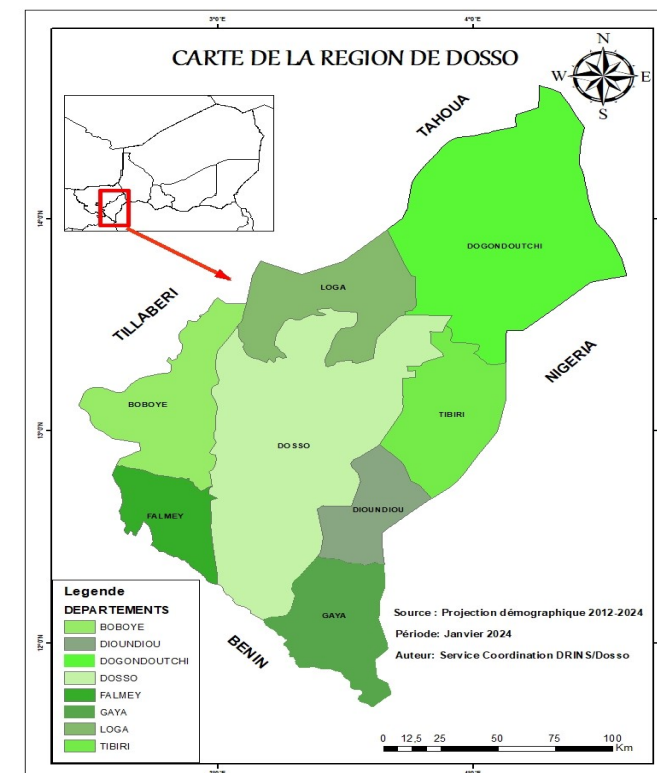 3°0'E 4°0'E
CARTE DE LA REGION DE DOSSO
N
W E
S
TAHOUA
14°0'N
DOGONDOUTCHI
LOGA
TILLABERI
NIGERIA
BOBOYE
TIBIRI
13°0'N
DOSSO
DIOUNDIOU
FALMEY
Legende
DEPARTEMENTS
BOBOYE
DIOUNDIOU
DOGONDOUTCHI
DOSSO
FALMEY
GAYA
LOGA
TIBIRI
GAYA
BENIN
12°0'N
Source : Projection démographique 2012-2024
Période: Janvier 2024
Auteur: Service Coordination DRINS/Dosso
0 12,5 25 50 75 100
Km